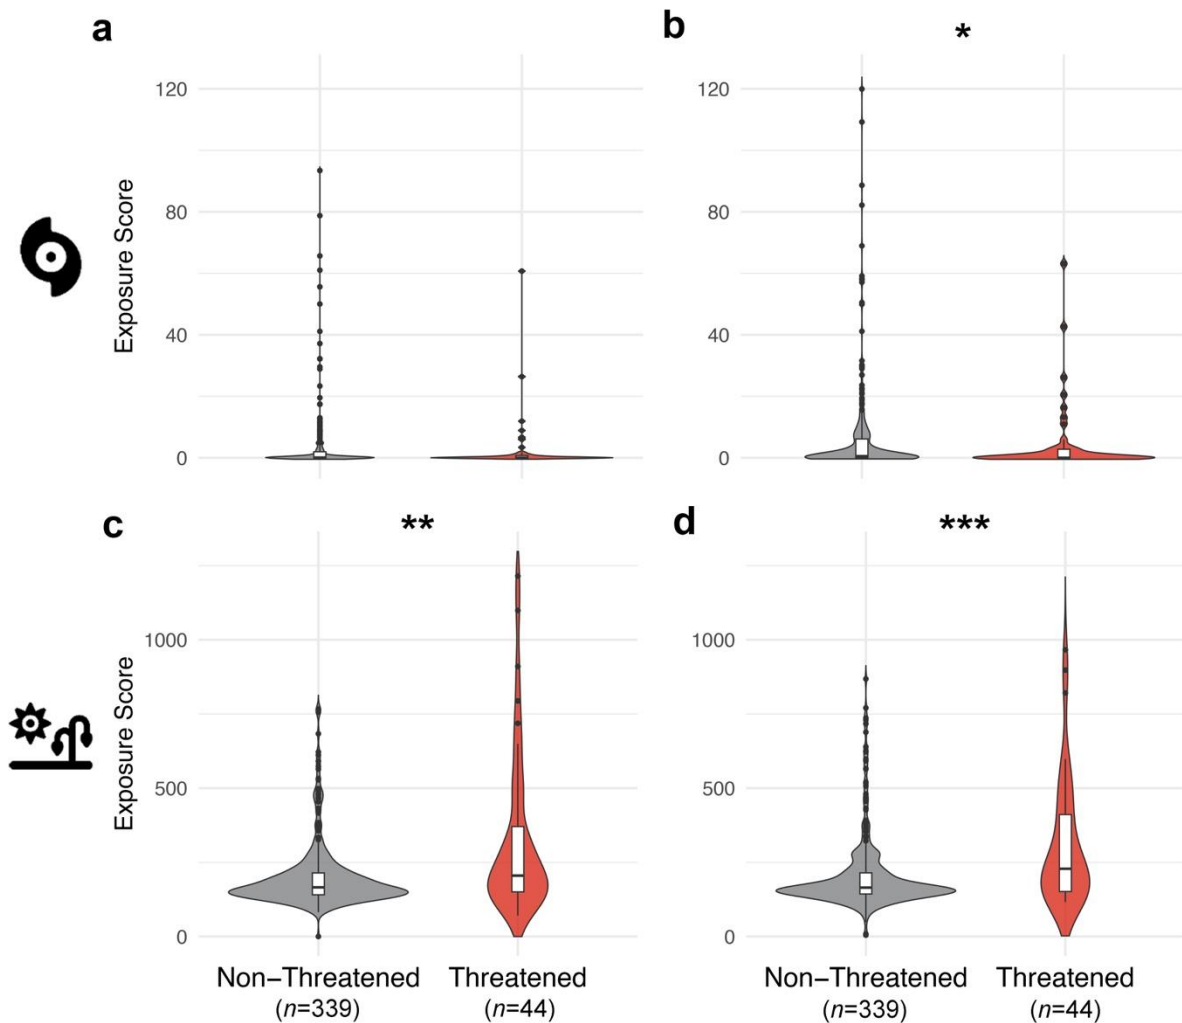 a
b
*
120
80
40
0
Exposure Score
120
80
40
0
c
**
d
***
1000
500
0
Exposure Score
1000
500
0
Non−Threatened
(n=339)
Threatened
(n=44)
Non−Threatened
(n=339)
Threatened
(n=44)